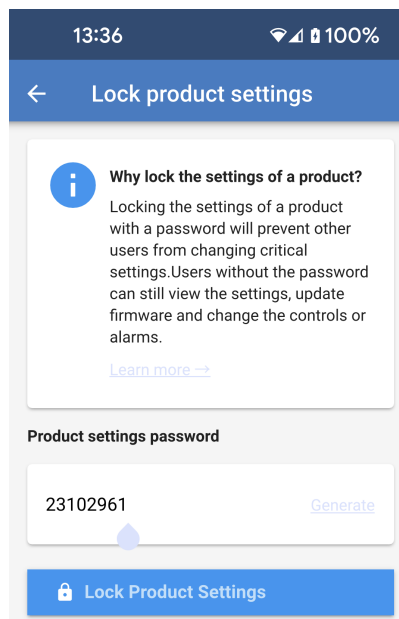 13:36 100%
Lock product settings
Why lock the settings of a product?
Locking the settings of a product
with a password will prevent other
users from changing critical
settings.Users without the password
can still view the settings, update
firmware and change the controls or
alarms.
Learn more →
Product settings password
23102961 Generate
Lock Product Settings